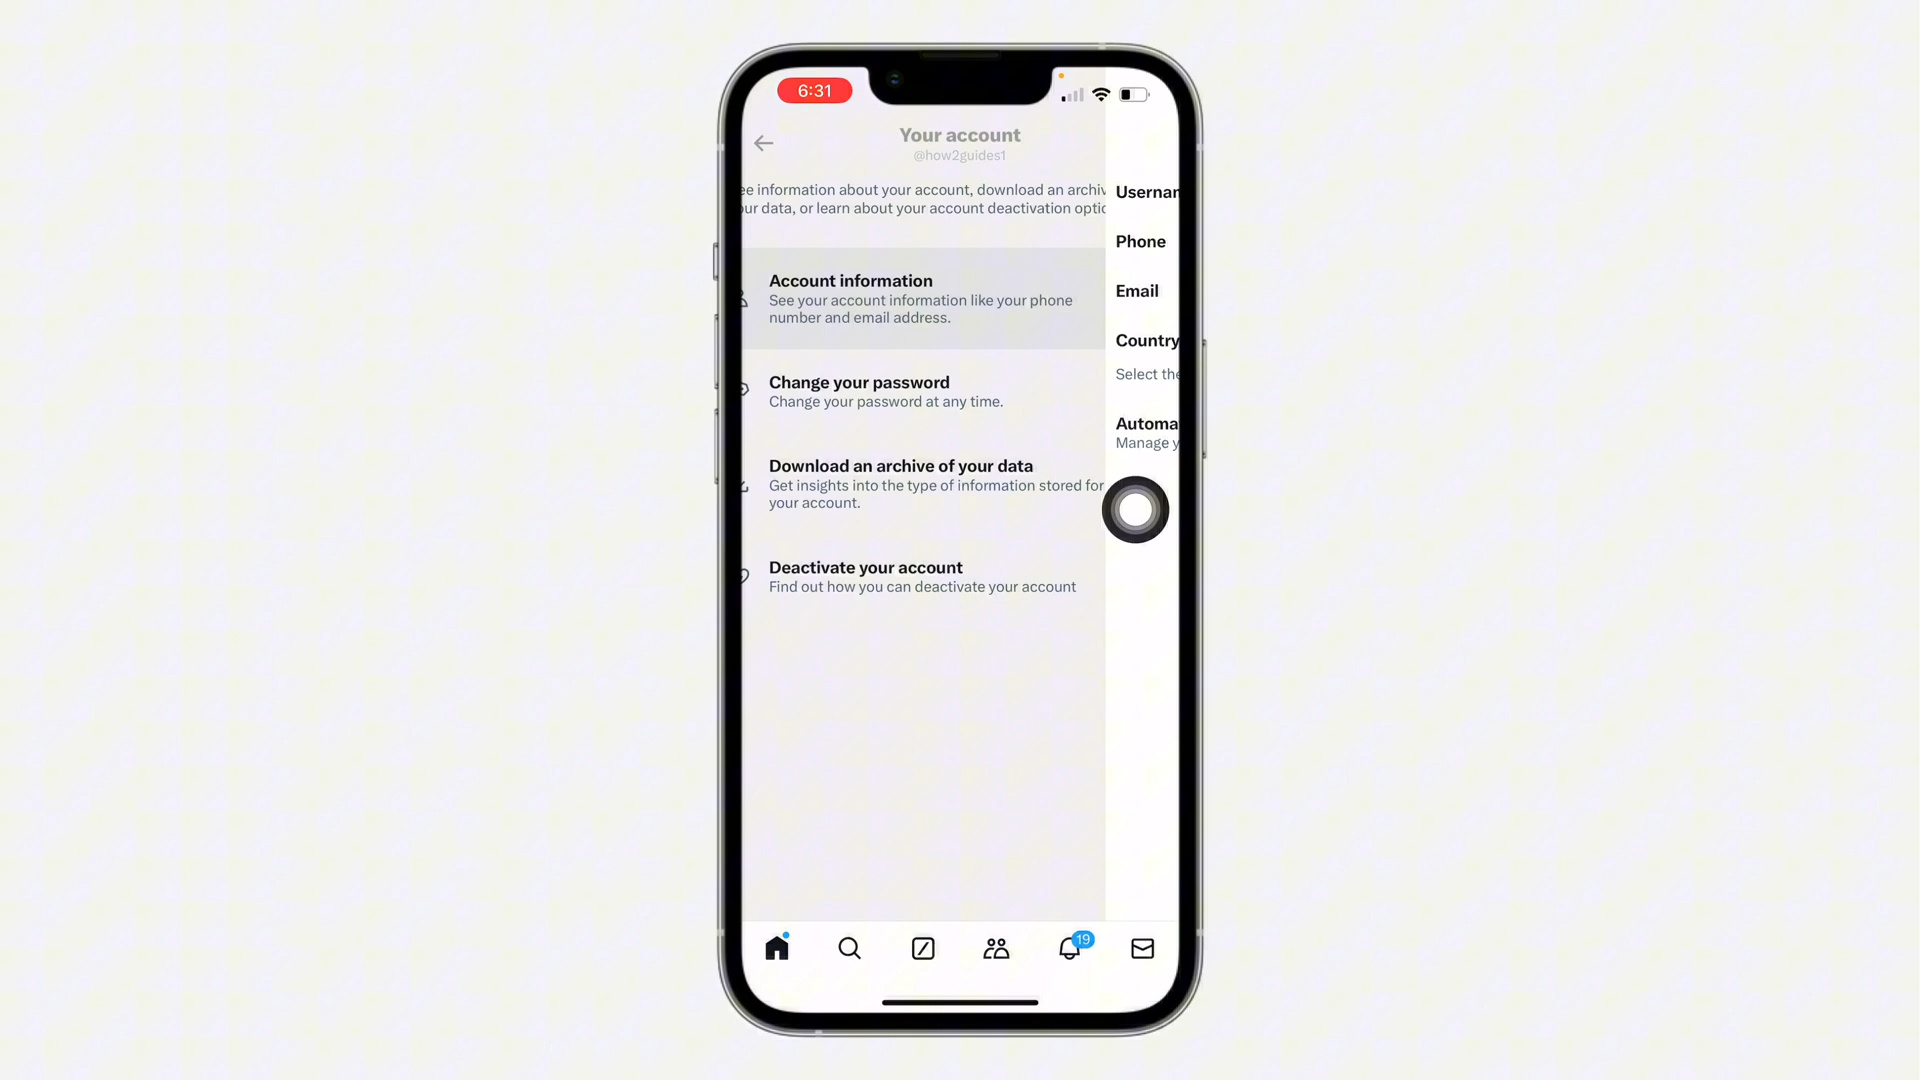 6:31
Your account
@how2guides1
ee information about your account, download an archiv
our data, or learn about your account deactivation optio
Account information
See your account information like your phone
number and email address.
Change your password
Change your password at any time.
Download an archive of your data
Get insights into the type of information stored for
your account.
Deactivate your account
Find out how you can deactivate your account
Usernam
Phone
Email
Country
Select the
Automa
Manage y
19